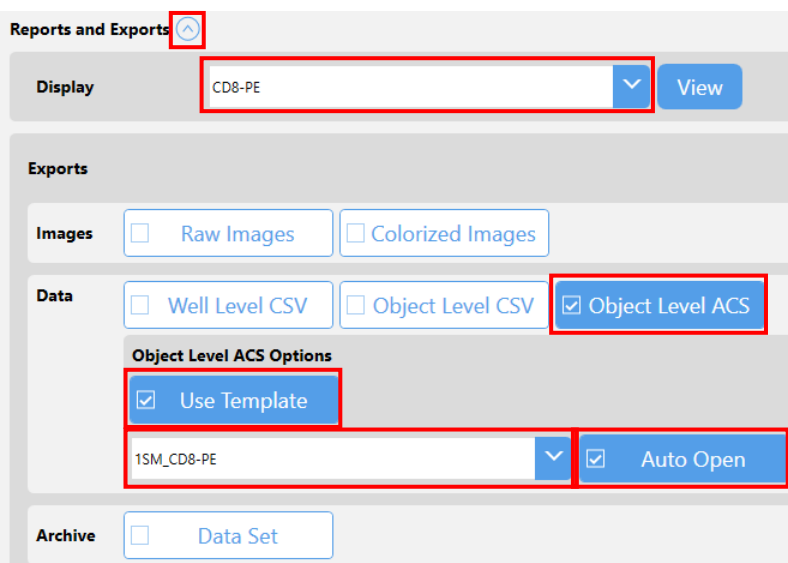 Reports and Exports
Display CD8-PE View
Exports
Images Raw Images Colorized Images
Data Well Level CSV Object Level CSV Object Level ACS
Object Level ACS Options
Use Template
1SM_CD8-PE Auto Open
Archive Data Set